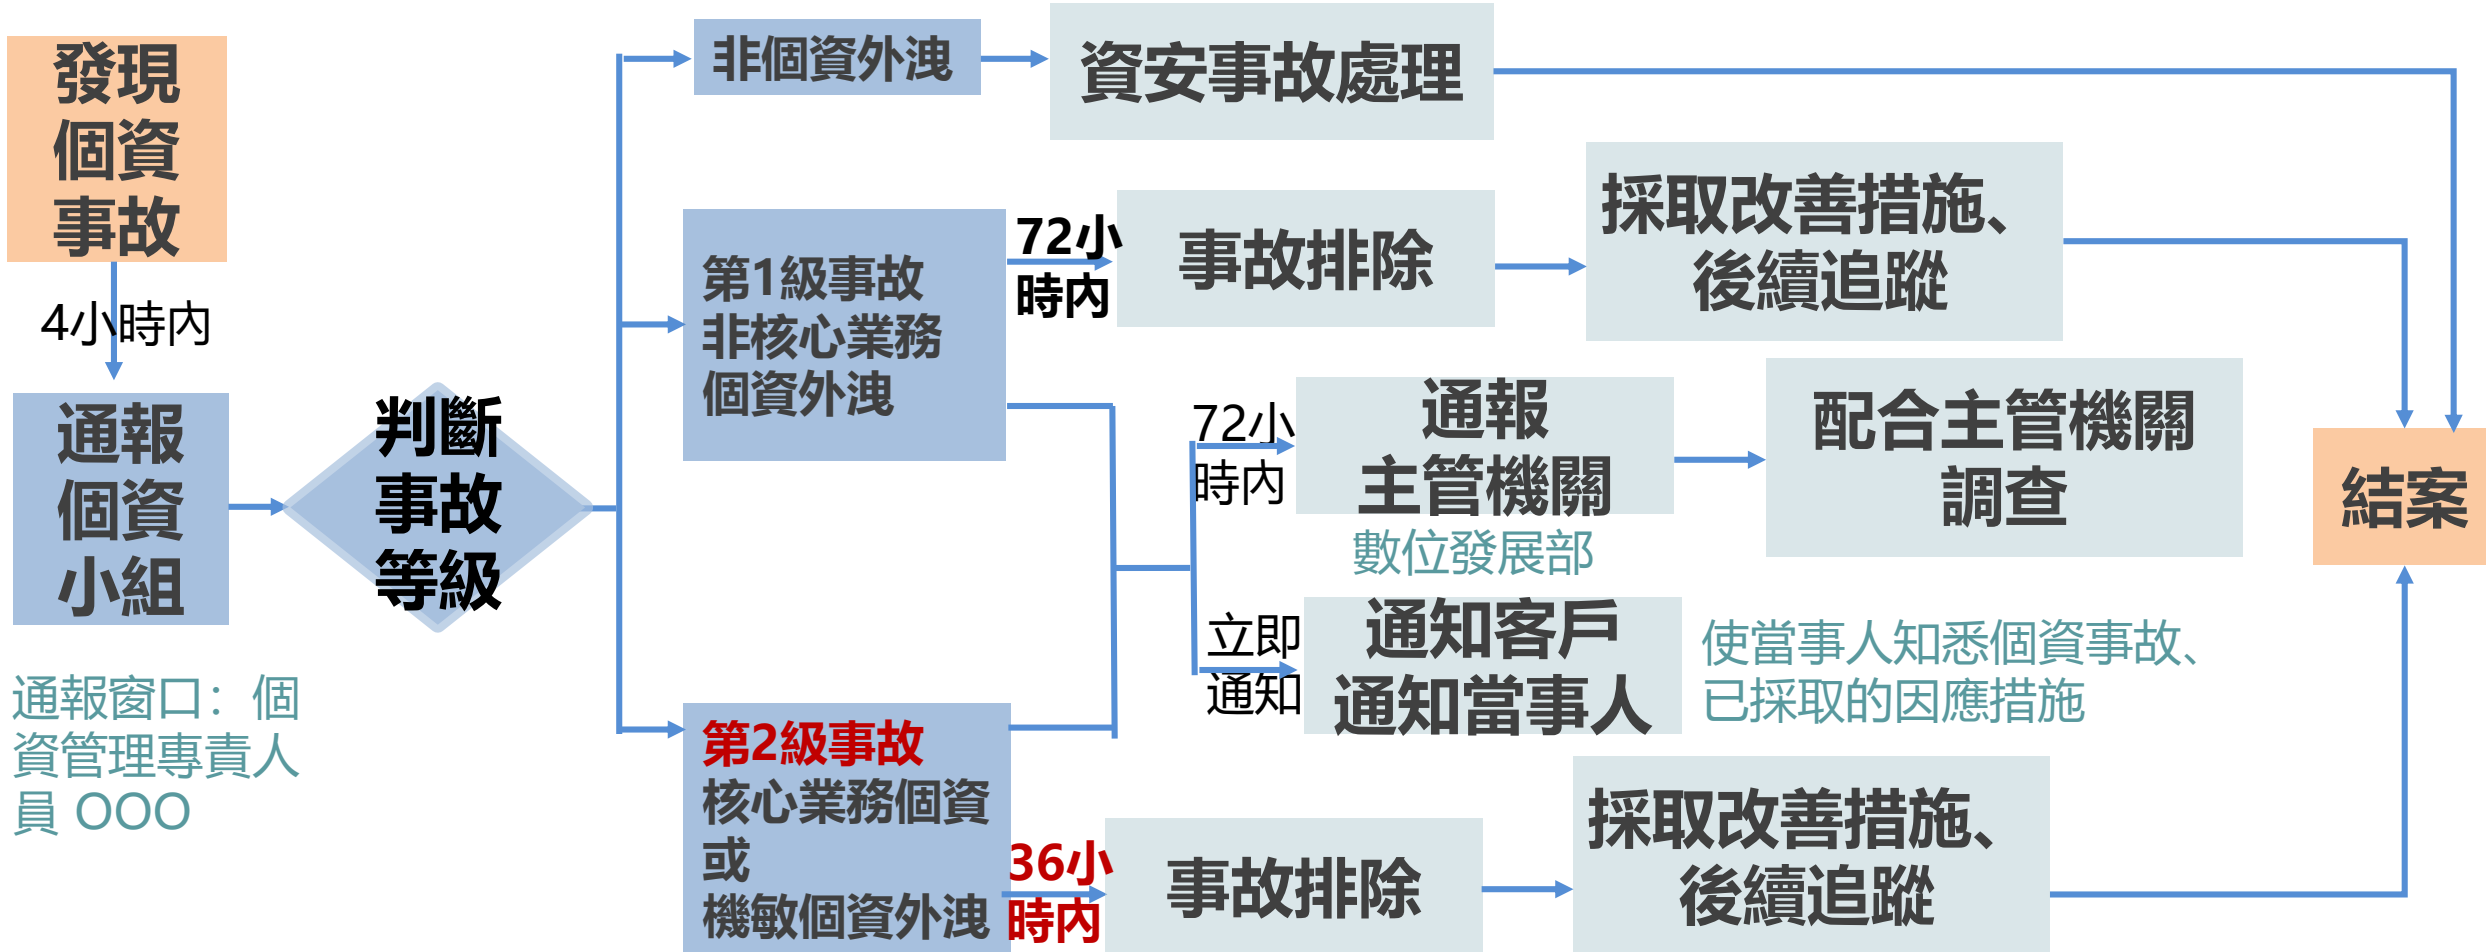 發現
個資
事故
4小時內
通報
個資
小組
通報窗口：個
資管理專責人
員 OOO
判斷
事故
等級
非個資外洩
資安事故處理
第1級事故
非核心業務
個資外洩
72小
時內
事故排除
採取改善措施、
後續追蹤
72小
時內
通報
主管機關
數位發展部
配合主管機關
調查
立即
通知
通知客戶
通知當事人
使當事人知悉個資事故、
已採取的因應措施
第2級事故
核心業務個資
或
機敏個資外洩
36小
時內
事故排除
採取改善措施、
後續追蹤
結案